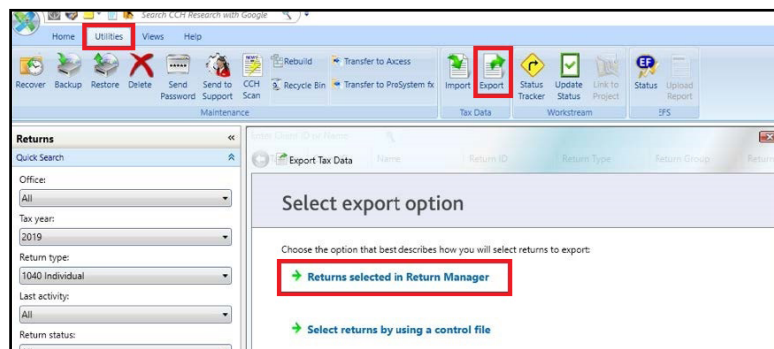 Search CCH Research with Google
Home Utilities Views Help
Recover Backup Restore Delete Send Password Send to Support CCH Scan
Rebuild Transfer to Axcess
Recycle Bin Transfer to ProSystem fx
Import Export Status Tracker Update Status Link to Project EFP Status Upload Report
Maintenance Tax Data Workstream EFS
Returns «
Quick Search
Export Tax Data Name Return ID Return Type Return Group Return
Office:
All
Select export option
Tax year:
2019
Choose the option that best describes how you will select returns to export:
Return type:
1040 Individual
Returns selected in Return Manager
Last activity:
All
Select returns by using a control file
Return status: